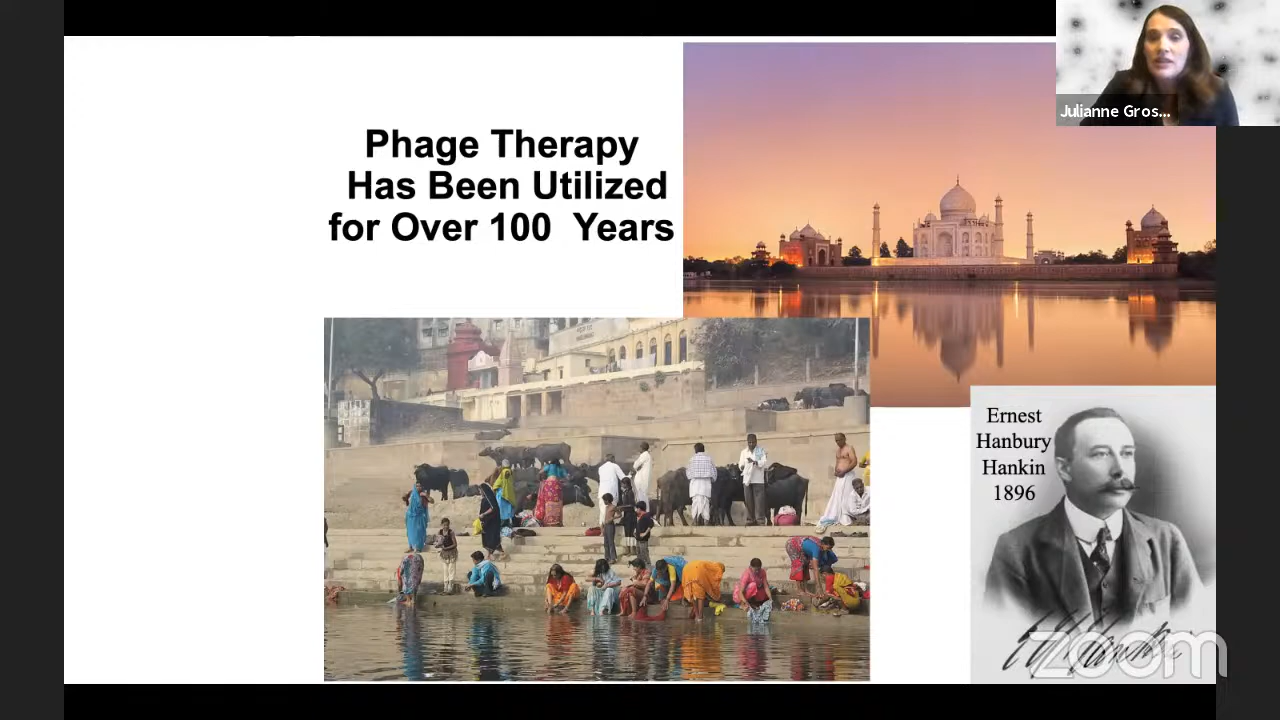 Julianne Gros...
Phage Therapy
Has Been Utilized
for Over 100 Years
Ernest
Hanbury
Hankin
1896
zoom